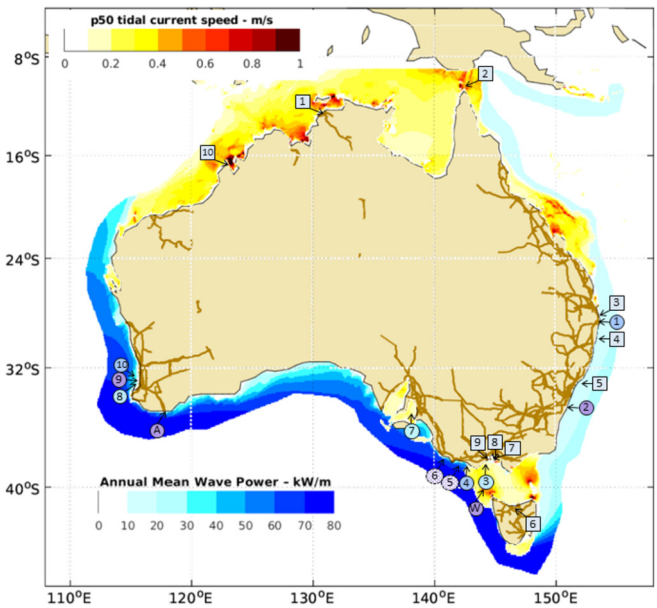 p50 tidal current speed - m/s
0 0.2 0.4 0.6 0.8 1
8°S
2
1
16°S
10
24°S
3
1
4
32°S
10
9
8
5
2
A
7
9 8 7
6 5 4 3
Annual Mean Wave Power – kW/m
0 10 20 30 40 50 60 70 80
40°S
W
6
110°E 120°E 130°E 140°E 150°E